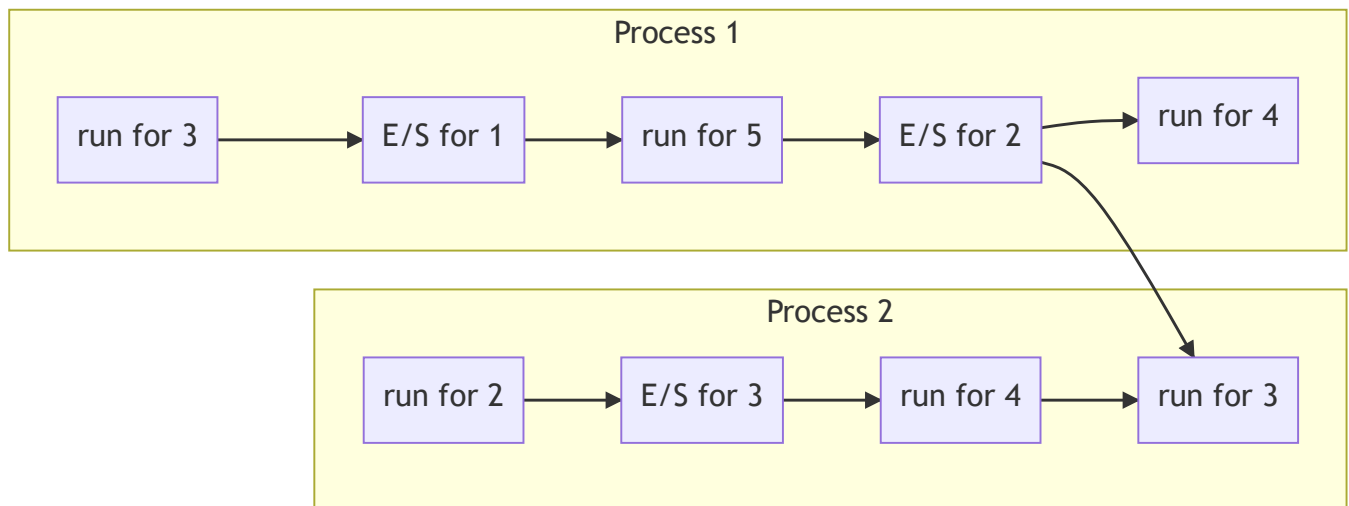 Process 1
run for 3
E/S for 1
run for 5
E/S for 2
run for 4
Process 2
run for 2
E/S for 3
run for 4
run for 3